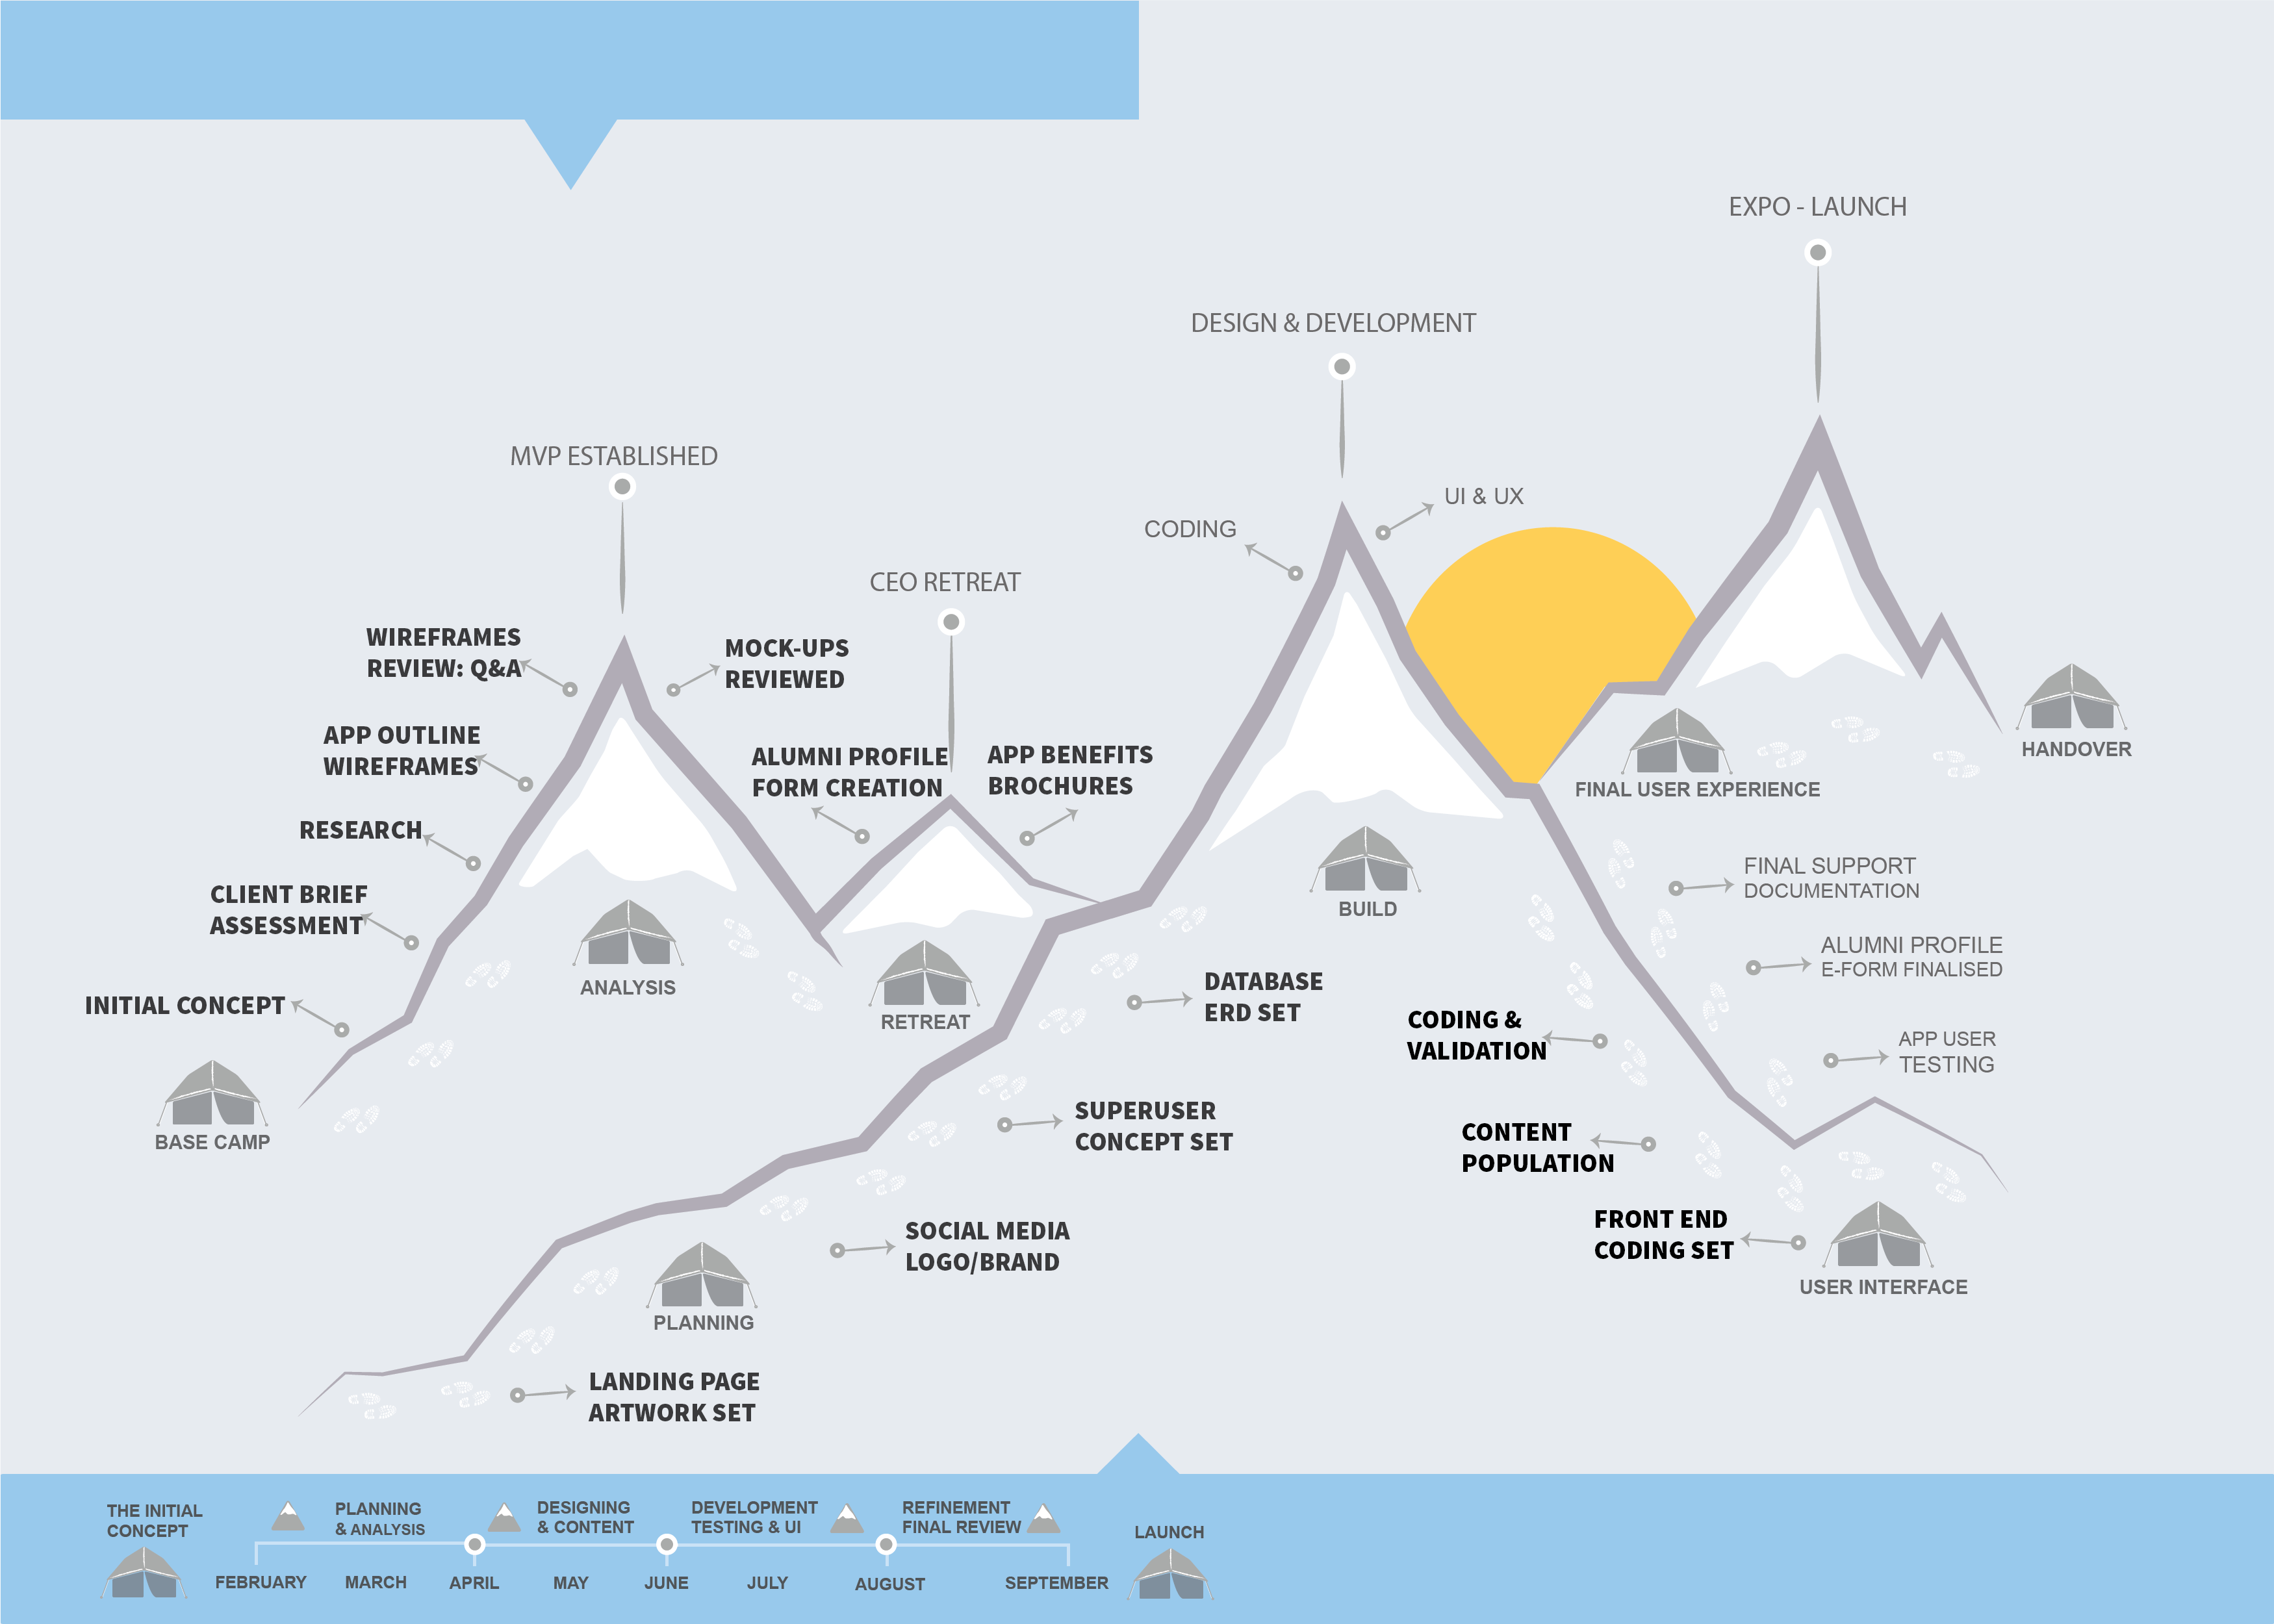 EXPO - LAUNCH
DESIGN & DEVELOPMENT
MVP ESTABLISHED
UI & UX
CODING
CEO RETREAT
WIREFRAMES
REVIEW: Q&A
MOCK-UPS
REVIEWED
APP OUTLINE
WIREFRAMES
ALUMNI PROFILE
FORM CREATION
APP BENEFITS
BROCHURES
HANDOVER
FINAL USER EXPERIENCE
RESEARCH
CLIENT BRIEF
ASSESSMENT
BUILD
FINAL SUPPORT
DOCUMENTATION
ALUMNI PROFILE
E-FORM FINALISED
ANALYSIS
RETREAT
INITIAL CONCEPT
DATABASE
ERD SET
CODING &
VALIDATION
APP USER
TESTING
BASE CAMP
SUPERUSER
CONCEPT SET
CONTENT
POPULATION
SOCIAL MEDIA
LOGO/BRAND
FRONT END
CODING SET
USER INTERFACE
PLANNING
LANDING PAGE
ARTWORK SET
THE INITIAL
CONCEPT
PLANNING
& ANALYSIS
DESIGNING
& CONTENT
DEVELOPMENT
TESTING & UI
REFINEMENT
FINAL REVIEW
LAUNCH
FEBRUARY
MARCH
APRIL
MAY
JUNE
JULY
AUGUST
SEPTEMBER